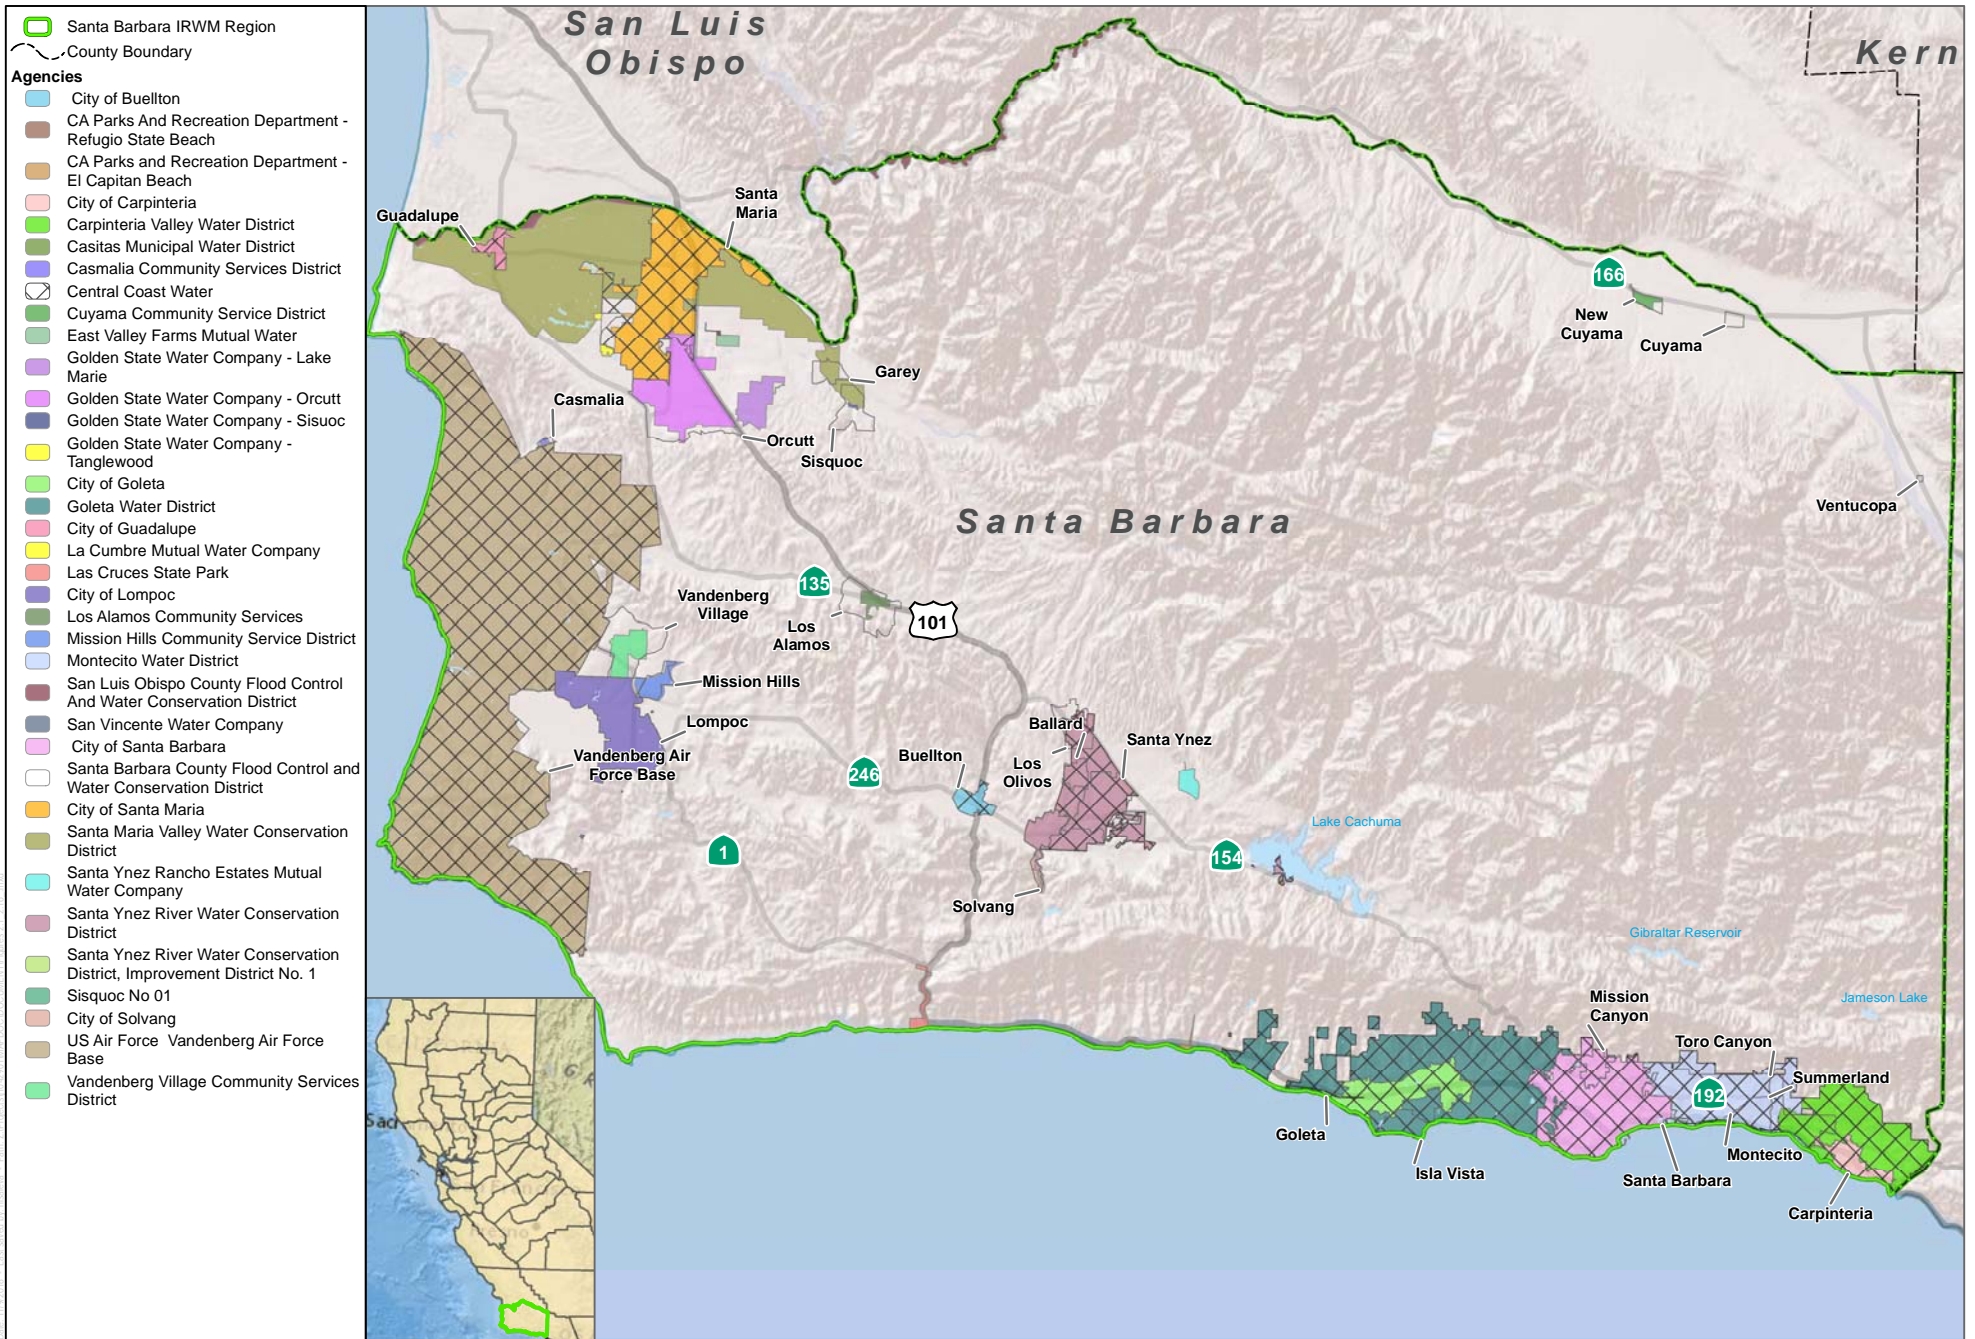 Santa Barbara IRWM Region
County Boundary
Agencies
City of Buellton
CA Parks And Recreation Department -
Refugio State Beach
CA Parks and Recreation Department -
El Capitan Beach
City of Carpinteria
Carpinteria Valley Water District
Casitas Municipal Water District
Casmalia Community Services District
Central Coast Water
Cuyama Community Service District
East Valley Farms Mutual Water
Golden State Water Company - Lake
Marie
Golden State Water Company - Orcutt
Golden State Water Company - Sisuoc
Golden State Water Company -
Tanglewood
City of Goleta
Goleta Water District
City of Guadalupe
La Cumbre Mutual Water Company
Las Cruces State Park
City of Lompoc
Los Alamos Community Services
Mission Hills Community Service District
Montecito Water District
San Luis Obispo County Flood Control
And Water Conservation District
San Vincente Water Company
City of Santa Barbara
Santa Barbara County Flood Control and
Water Conservation District
City of Santa Maria
Santa Maria Valley Water Conservation
District
Santa Ynez Rancho Estates Mutual
Water Company
Santa Ynez River Water Conservation
District
Santa Ynez River Water Conservation
District, Improvement District No. 1
Sisquoc No 01
City of Solvang
US Air Force Vandenberg Air Force
Base
Vandenberg Village Community Services
District
San Luis
Obispo
Kern
Santa
Maria
Guadalupe
166
New
Cuyama
Cuyama
Garey
Casmalia
Orcutt
Sisquoc
Ventucopa
Santa Barbara
135
Vandenberg
Village
Los
Alamos
101
Mission Hills
Lompoc
Vandenberg Air
Force Base
Ballard
Santa Ynez
Los
Olivos
Buellton
246
Lake Cachuma
1
154
Solvang
Gibraltar Reservoir
Jameson Lake
Mission
Canyon
Toro Canyon
Summerland
192
Goleta
Isla Vista
Montecito
Santa Barbara
Carpinteria
Fresno